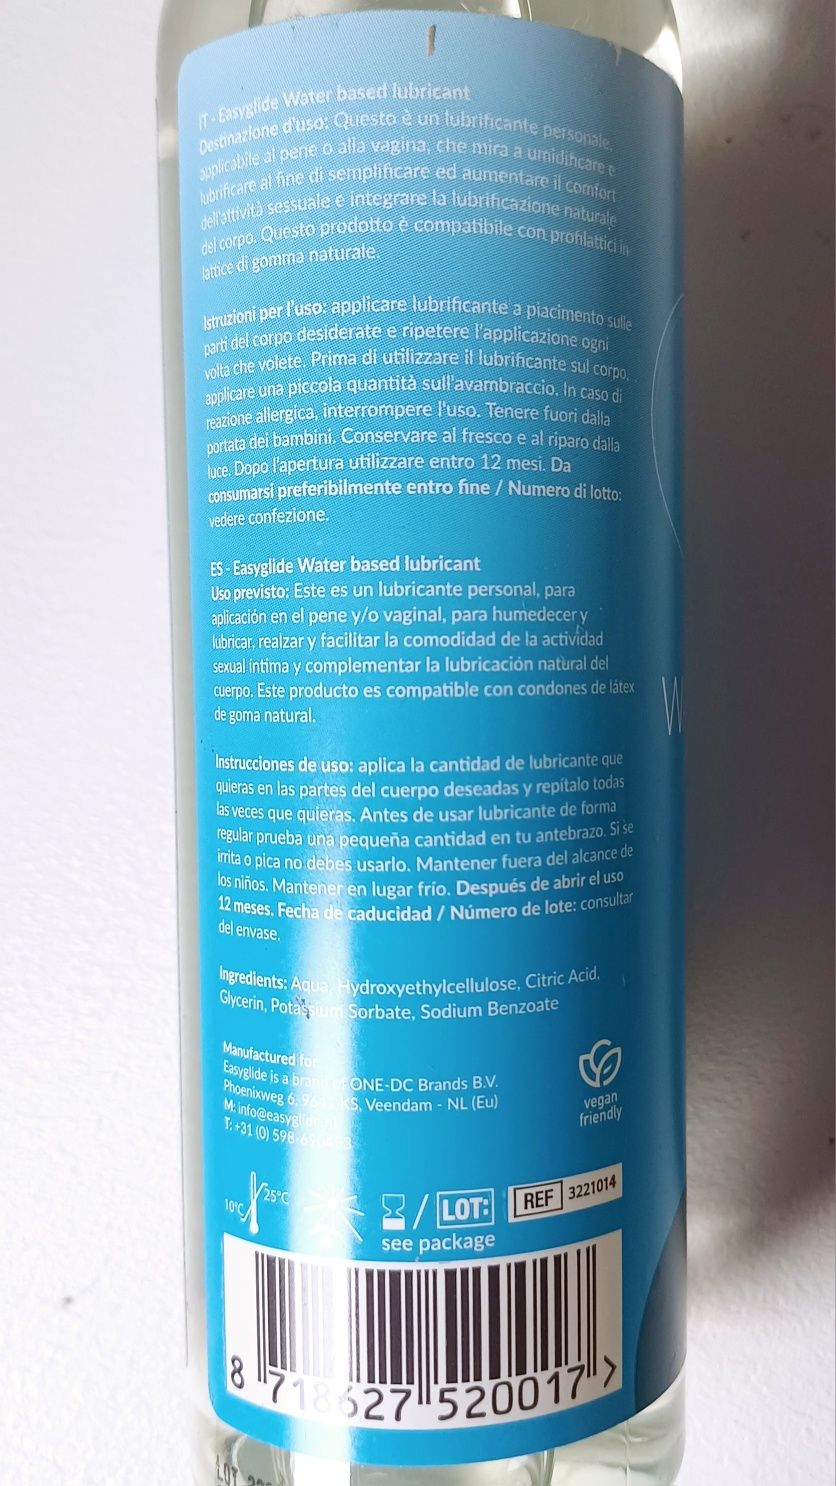 IT - Easyglide Water based lubricant
Destinazione d'uso: Questo è un lubrificante personale,
applicabile al pene o alla vagina, che mira a umidificare e
lubrificare al fine di semplificare ed aumentare il comfort
dell'attività sessuale e integrare la lubrificazione naturale
del corpo. Questo prodotto è compatibile con profilattici in
lattice di gomma naturale.
Istruzioni per l'uso: applicare lubrificante a piacimento sulle
parti del corpo desiderate e ripetere l'applicazione ogni
volta che volete. Prima di utilizzare il lubrificante sul corpo,
applicare una piccola quantità sull'avambraccio. In caso di
reazione allergica, interrompere l'uso. Tenere fuori dalla
portata dei bambini. Conservare al fresco e al riparo dalla
luce. Dopo l'apertura utilizzare entro 12 mesi. Da
consumarsi preferibilmente entro fine / Numero di lotto:
vedere confezione.
ES - Easyglide Water based lubricant
Uso previsto: Este es un lubricante personal, para
aplicación en el pene y/o vaginal, para humedecer y
lubricar, realzar y facilitar la comodidad de la actividad
sexual íntima y complementar la lubricación natural del
cuerpo. Este producto es compatible con condones de látex
de goma natural.
Instrucciones de uso: aplica la cantidad de lubricante que
quieras en las partes del cuerpo deseadas y repítalo todas
las veces que quieras. Antes de usar lubricante de forma
regular prueba una pequeña cantidad en tu antebrazo. Si se
irrita o pica no debes usarlo. Mantener fuera del alcance de
los niños. Mantener en lugar frío. Después de abrir el uso
12 meses. Fecha de caducidad / Número de lote: consultar
del envase.
Ingredients: Aqua, Hydroxyethylcellulose, Citric Acid,
Glycerin, Potassium Sorbate, Sodium Benzoate
Manufactured for
Easyglide is a brand of ONE-DC Brands B.V.
Phoenixweg 6, 9641 KS, Veendam - NL (Eu)
M: info@easyglide.nl
T: +31 (0) 598-690453
vegan
friendly
10°C 25°C
/ LOT:
see package
REF 3221014
8 718627 520017 >
W
LOT